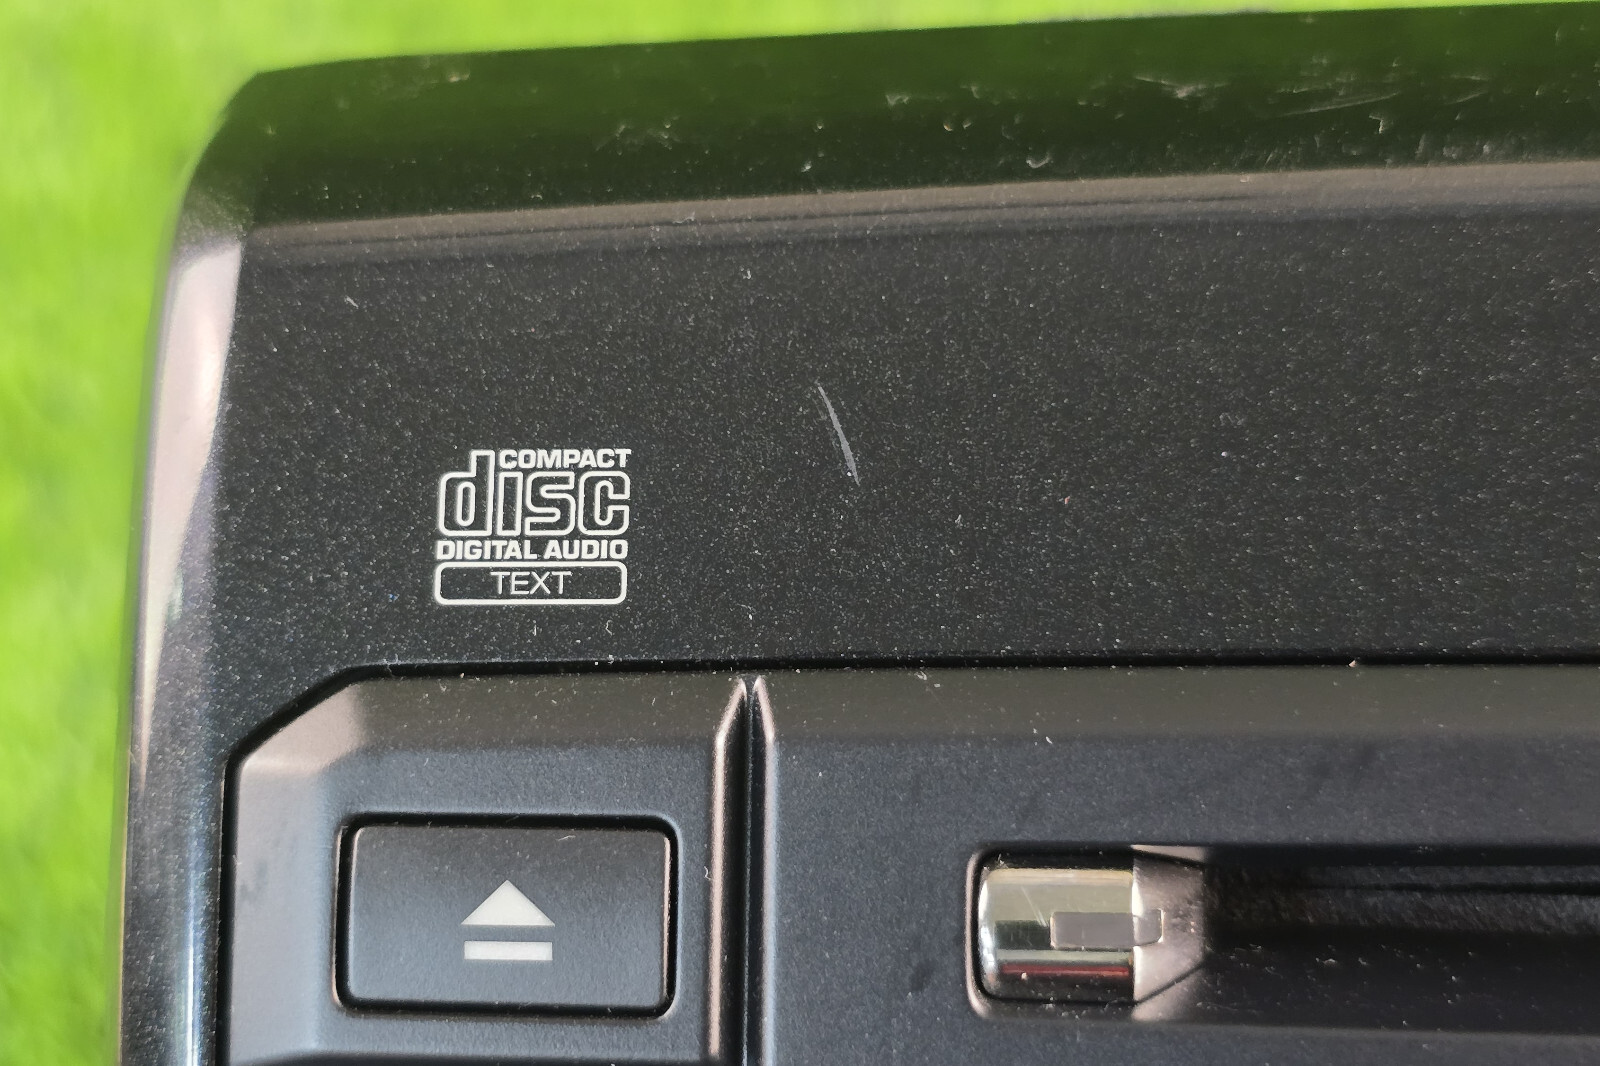 COMPACT
disc
DIGITAL AUDIO
TEXT